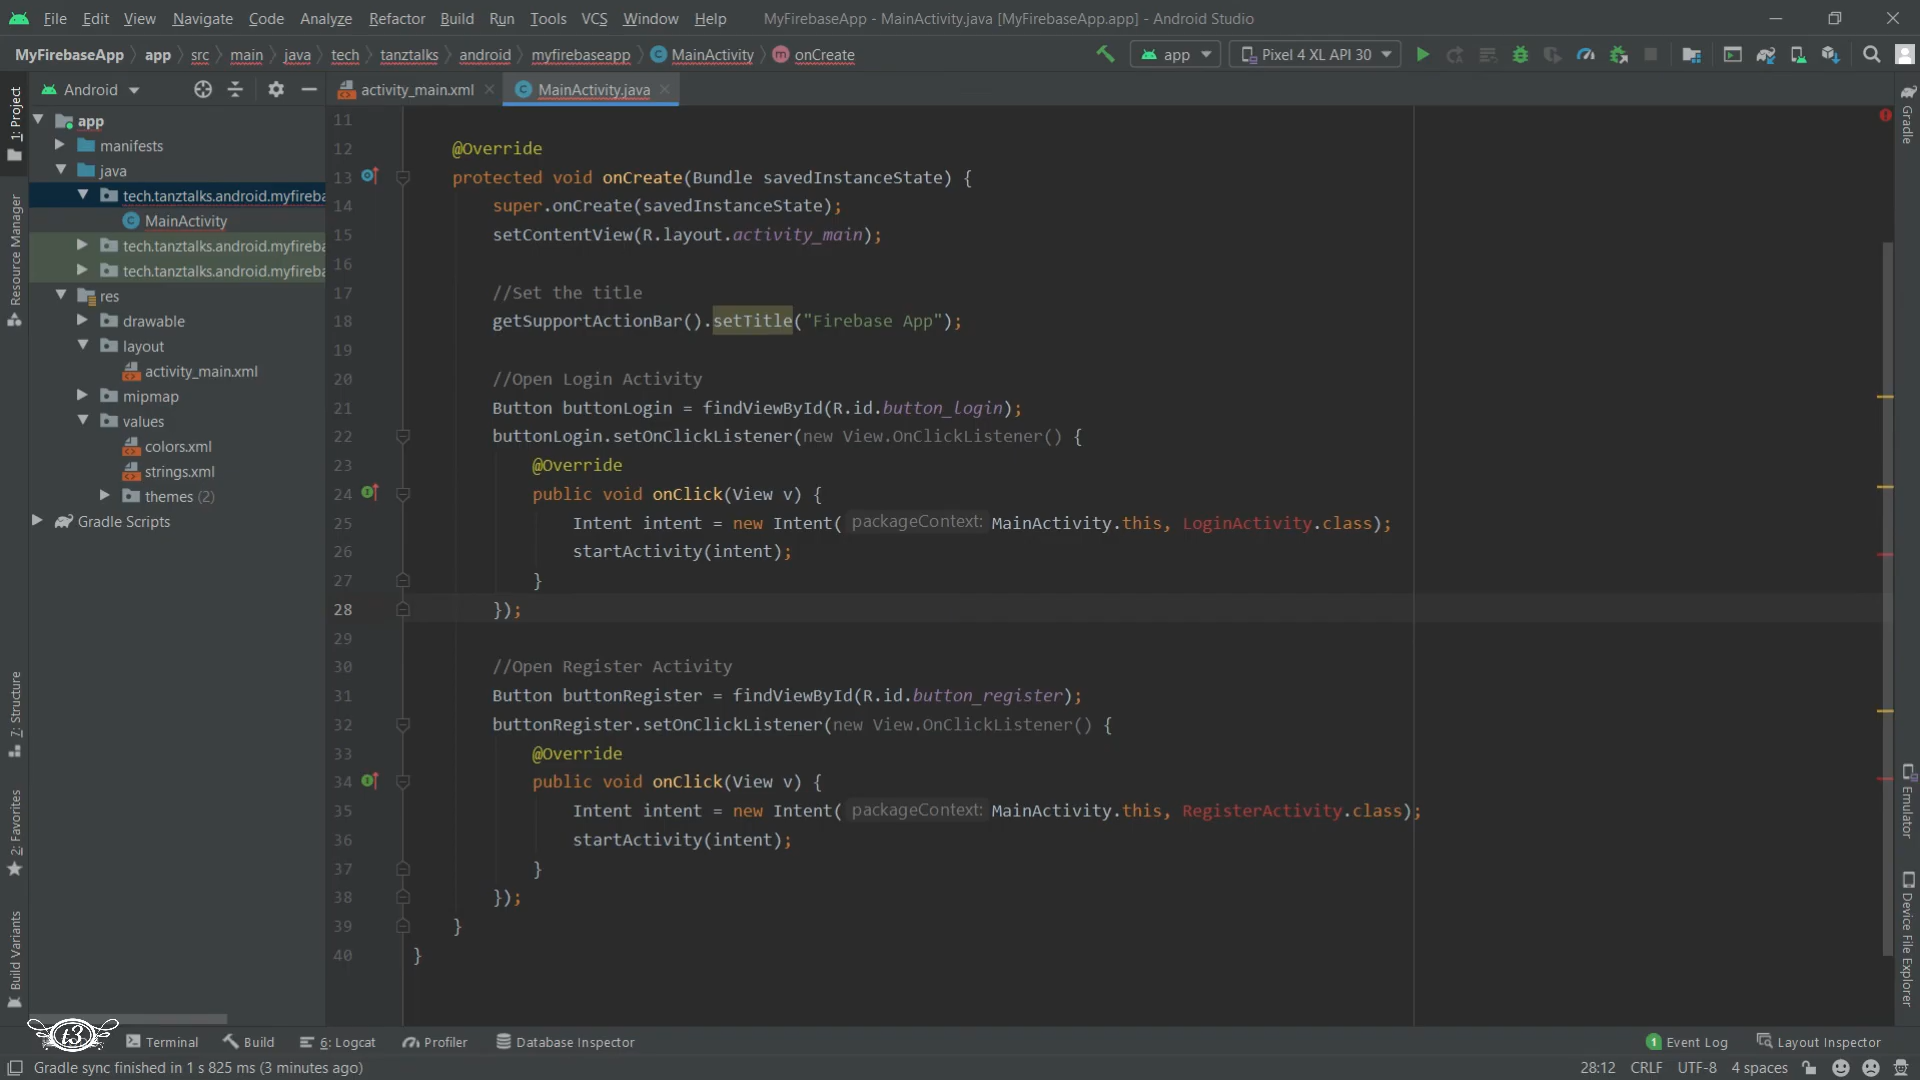 File Edit View Navigate Code Analyze Refactor Build Run Tools VCS Window Help MyFirebaseApp - MainActivity.java [MyFirebaseApp.app] - Android Studio
MyFirebaseApp app src main java tech tanztalks android myfirebaseapp MainActivity onCreate app Pixel 4 XL API 30
Android activity_main.xml MainActivity.java
1: Project
Resource Manager
7: Structure
2: Favorites
Build Variants
app
manifests
java
tech.tanztalks.android.myfireba
MainActivity
tech.tanztalks.android.myfireba
tech.tanztalks.android.myfireba
res
drawable
layout
activity_main.xml
mipmap
values
colors.xml
strings.xml
themes (2)
Gradle Scripts
11
12 @Override
13 protected void onCreate(Bundle savedInstanceState) {
14 super.onCreate(savedInstanceState);
15 setContentView(R.layout.activity_main);
16
17 //Set the title
18 getSupportActionBar().setTitle("Firebase App");
19
20 //Open Login Activity
21 Button buttonLogin = findViewById(R.id.button_login);
22 buttonLogin.setOnClickListener(new View.OnClickListener() {
23 @Override
24 public void onClick(View v) {
25 Intent intent = new Intent( packageContext: MainActivity.this, LoginActivity.class);
26 startActivity(intent);
27 }
28 });
29
30 //Open Register Activity
31 Button buttonRegister = findViewById(R.id.button_register);
32 buttonRegister.setOnClickListener(new View.OnClickListener() {
33 @Override
34 public void onClick(View v) {
35 Intent intent = new Intent( packageContext: MainActivity.this, RegisterActivity.class);
36 startActivity(intent);
37 }
38 });
39 }
40 }
Gradle
Emulator
Device File Explorer
t3
Terminal Build 6: Logcat Profiler Database Inspector 1 Event Log Layout Inspector
Gradle sync finished in 1 s 825 ms (3 minutes ago) 28:12 CRLF UTF-8 4 spaces